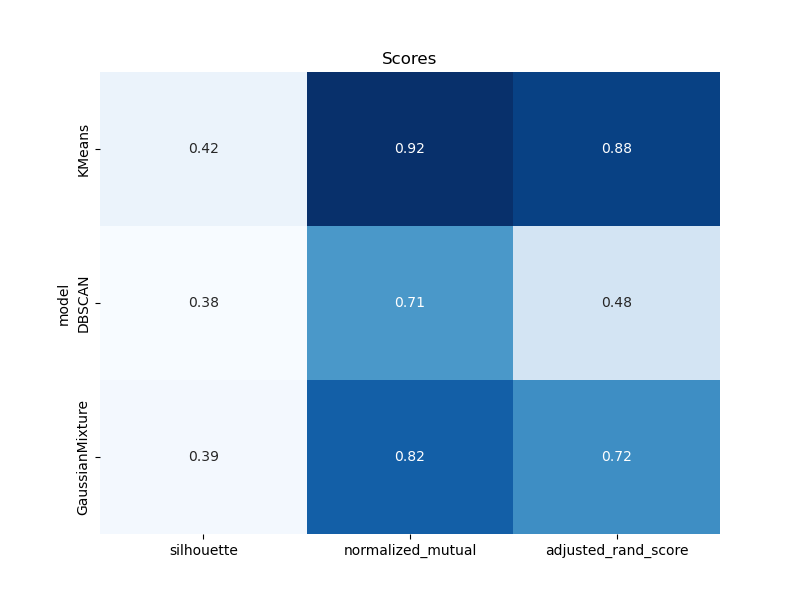 Scores
KMeans
0.42 0.92 0.88
model
DBSCAN
0.38 0.71 0.48
GaussianMixture
0.39 0.82 0.72
silhouette normalized_mutual adjusted_rand_score